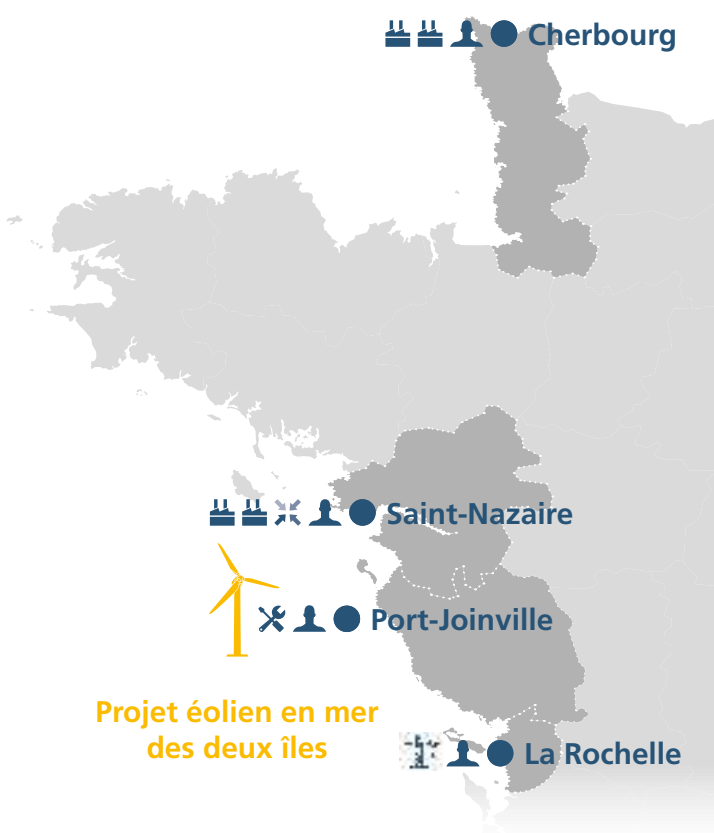 Cherbourg
Saint-Nazaire
Port-Joinville
Projet éolien en mer
des deux îles
La Rochelle